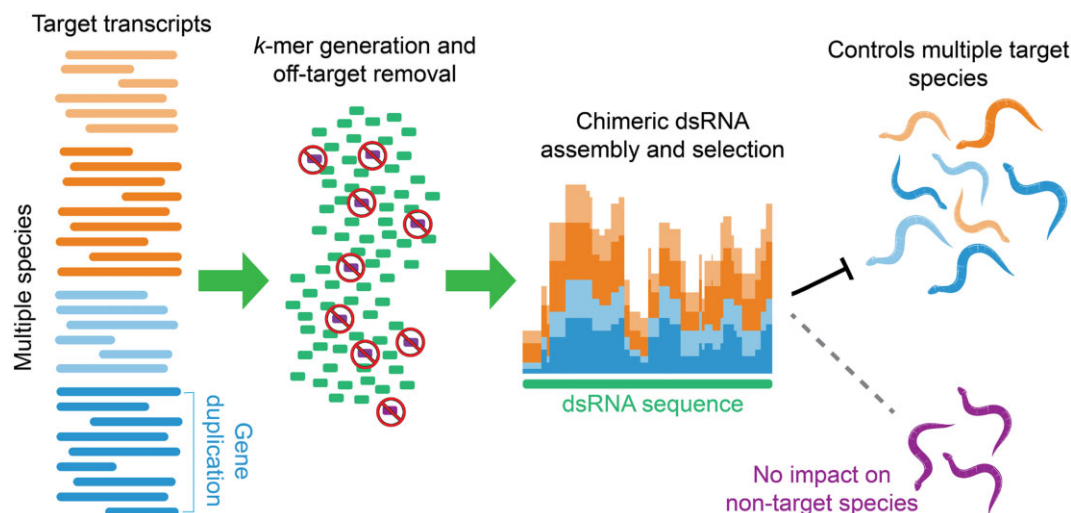 Target transcripts
Multiple species
Gene
duplication
k-mer generation and
off-target removal
Chimeric dsRNA
assembly and selection
dsRNA sequence
Controls multiple target
species
No impact on
non-target species